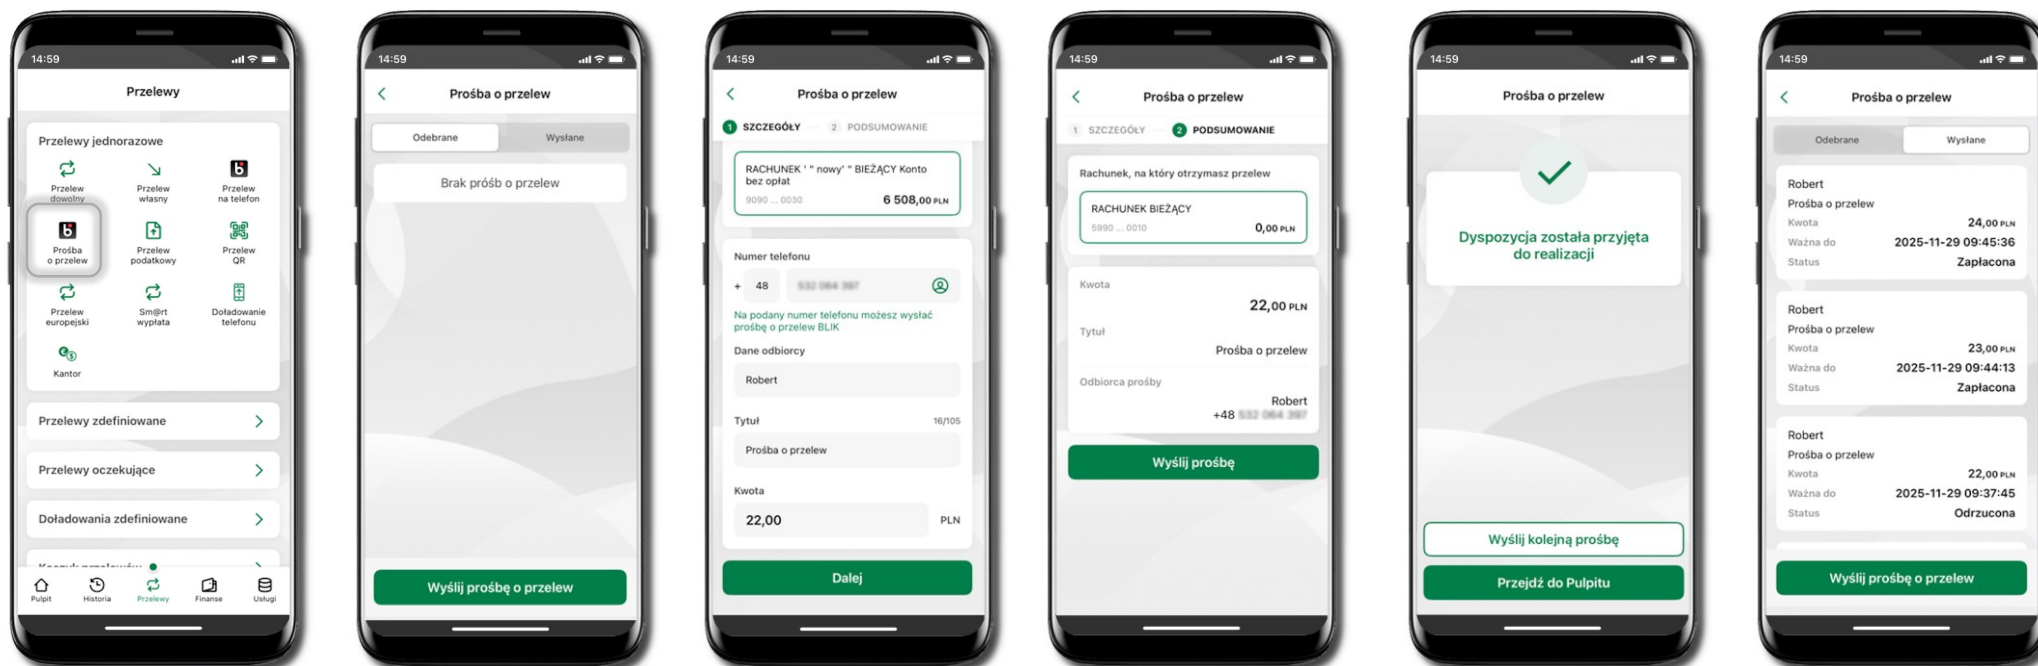 14:59
Przelewy
Przelewy jednorazowe
Przelew
dowolny
Przelew
własny
Przelew
na telefon
Prośba
o przelew
Przelew
podatkowy
Przelew
QR
Przelew
europejski
Sm@rt
wypłata
Doładowanie
telefonu
Kantor
Przelewy zdefiniowane
Przelewy oczekujące
Doładowania zdefiniowane
Pulpit
Historia
Przelewy
Finanse
Usługi
14:59
Prośba o przelew
Odebrane
Wysłane
Brak próśb o przelew
Wyślij prośbę o przelew
14:59
Prośba o przelew
1 SZCZEGÓŁY
2 PODSUMOWANIE
RACHUNEK ' " nowy' " BIEŻĄCY Konto
bez opłat
9090 ... 0030 6 508,00 PLN
Numer telefonu
+ 48
Na podany numer telefonu możesz wysłać
prośbę o przelew BLIK
Dane odbiorcy
Robert
Tytuł 16/105
Prośba o przelew
Kwota
22,00 PLN
Dalej
14:59
Prośba o przelew
1 SZCZEGÓŁY
2 PODSUMOWANIE
Rachunek, na który otrzymasz przelew
RACHUNEK BIEŻĄCY
5990 ... 0010 0,00 PLN
Kwota
22,00 PLN
Tytuł
Prośba o przelew
Odbiorca prośby
Robert
+48
Wyślij prośbę
14:59
Prośba o przelew
Dyspozycja została przyjęta
do realizacji
Wyślij kolejną prośbę
Przejdź do Pulpitu
14:59
Prośba o przelew
Odebrane
Wysłane
Robert
Prośba o przelew
Kwota 24,00 PLN
Ważna do 2025-11-29 09:45:36
Status Zapłacona
Robert
Prośba o przelew
Kwota 23,00 PLN
Ważna do 2025-11-29 09:44:13
Status Zapłacona
Robert
Prośba o przelew
Kwota 22,00 PLN
Ważna do 2025-11-29 09:37:45
Status Odrzucona
Wyślij prośbę o przelew